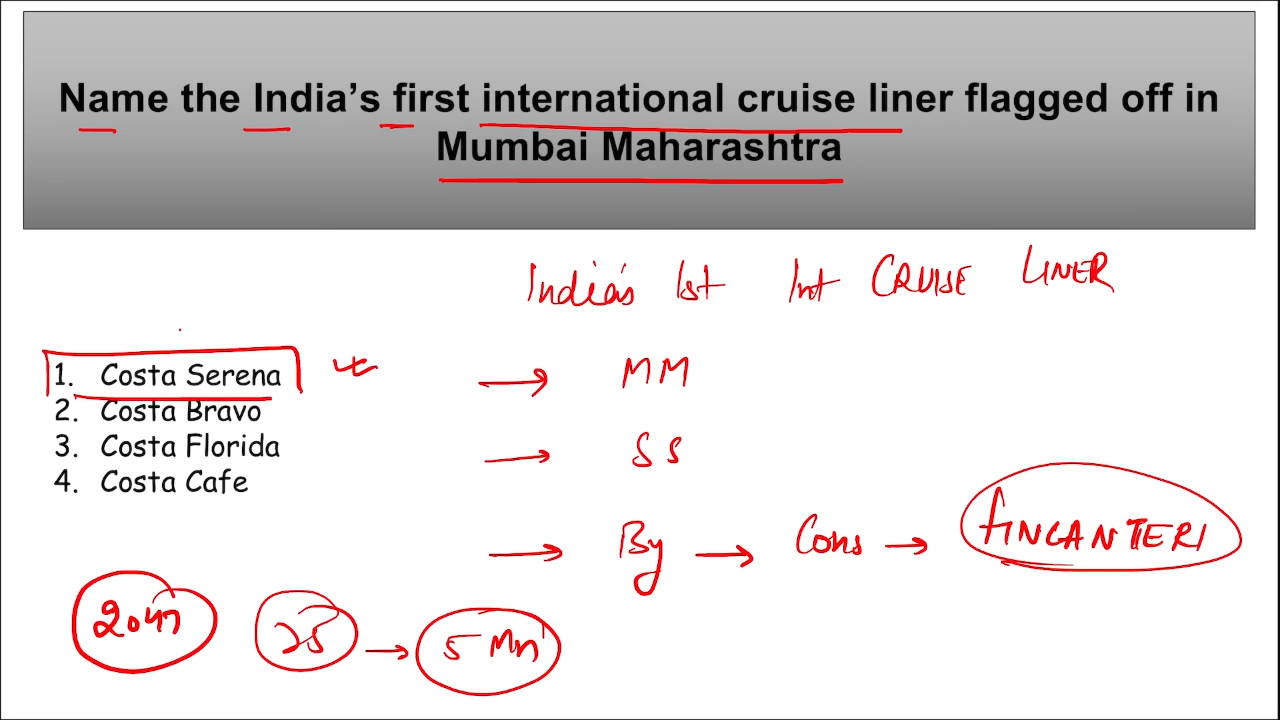 Name the India's first international cruise liner flagged off in
Mumbai Maharashtra
India's 1st Int CRUISE LINER
1. Costa Serena
2. Costa Bravo
3. Costa Florida
4. Costa Cafe
→ MM
→ SS
→ By → Cons → FINCANTIERI
2047 25 → 5 Mn